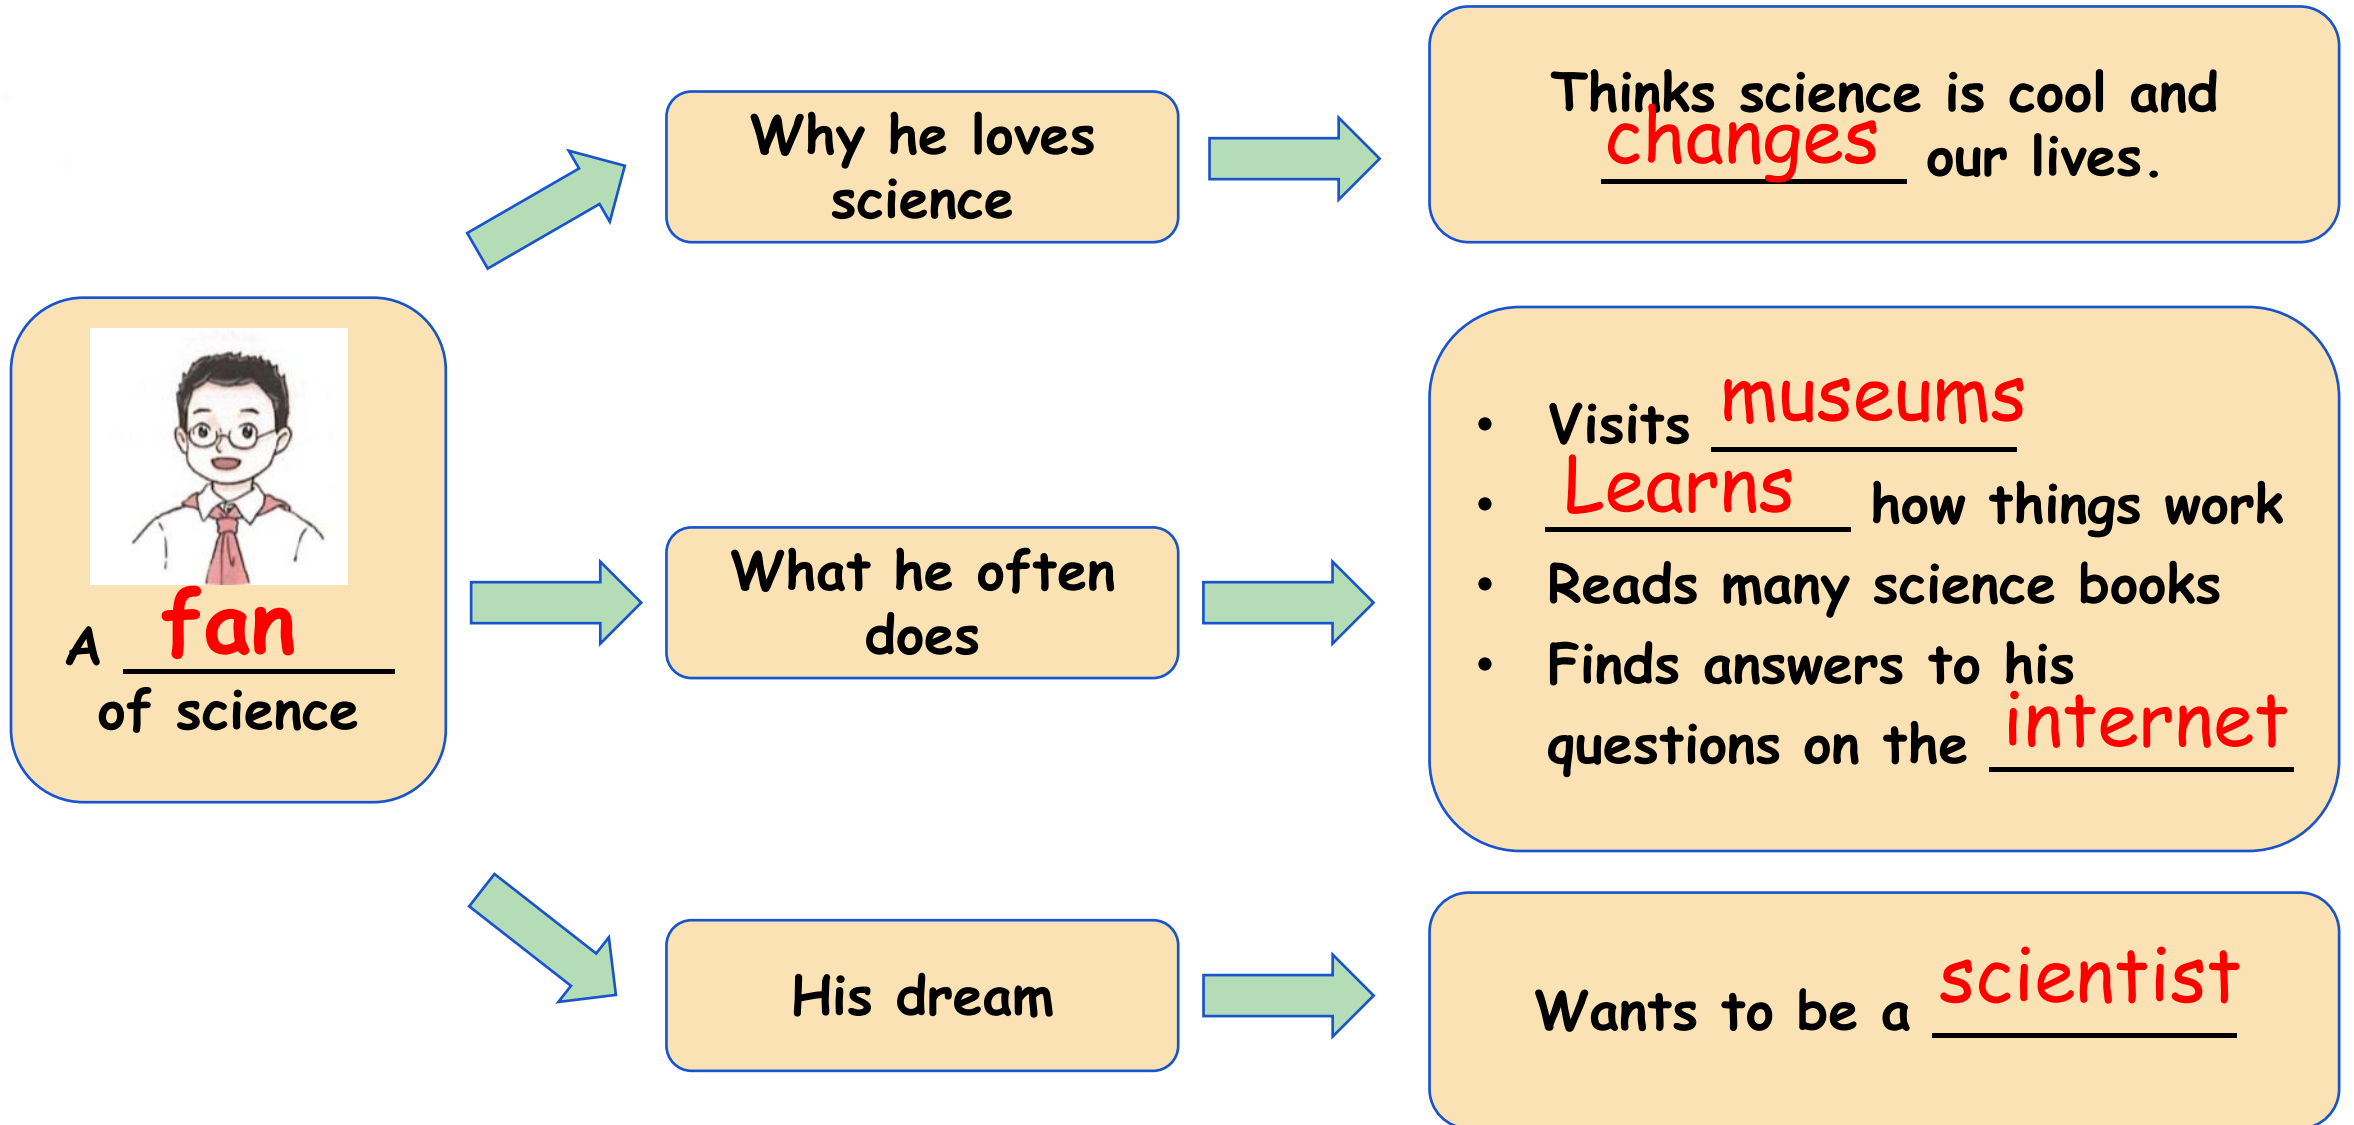 A fan
of science
Why he loves
science
Thinks science is cool and
changes our lives.
What he often
does
• Visits museums
• Learns how things work
• Reads many science books
• Finds answers to his
questions on the internet
His dream
Wants to be a scientist